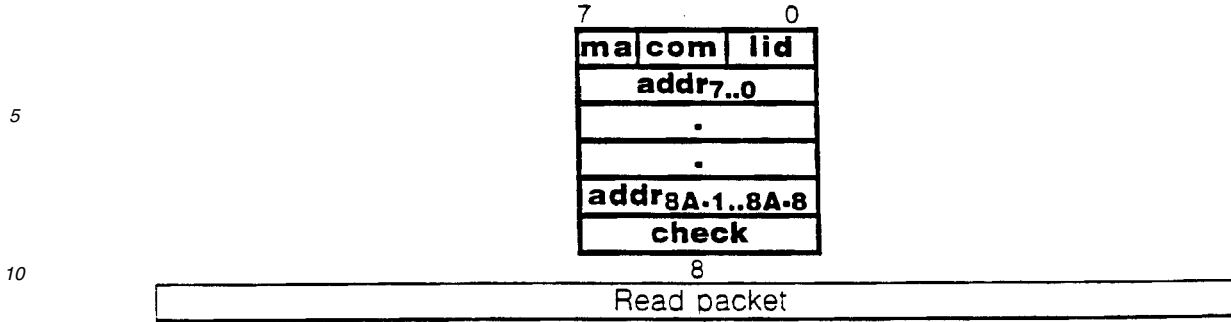 7 0
ma com lid
addr7..0
5
.
.
addr8A-1..8A-8
check
8
10
Read packet